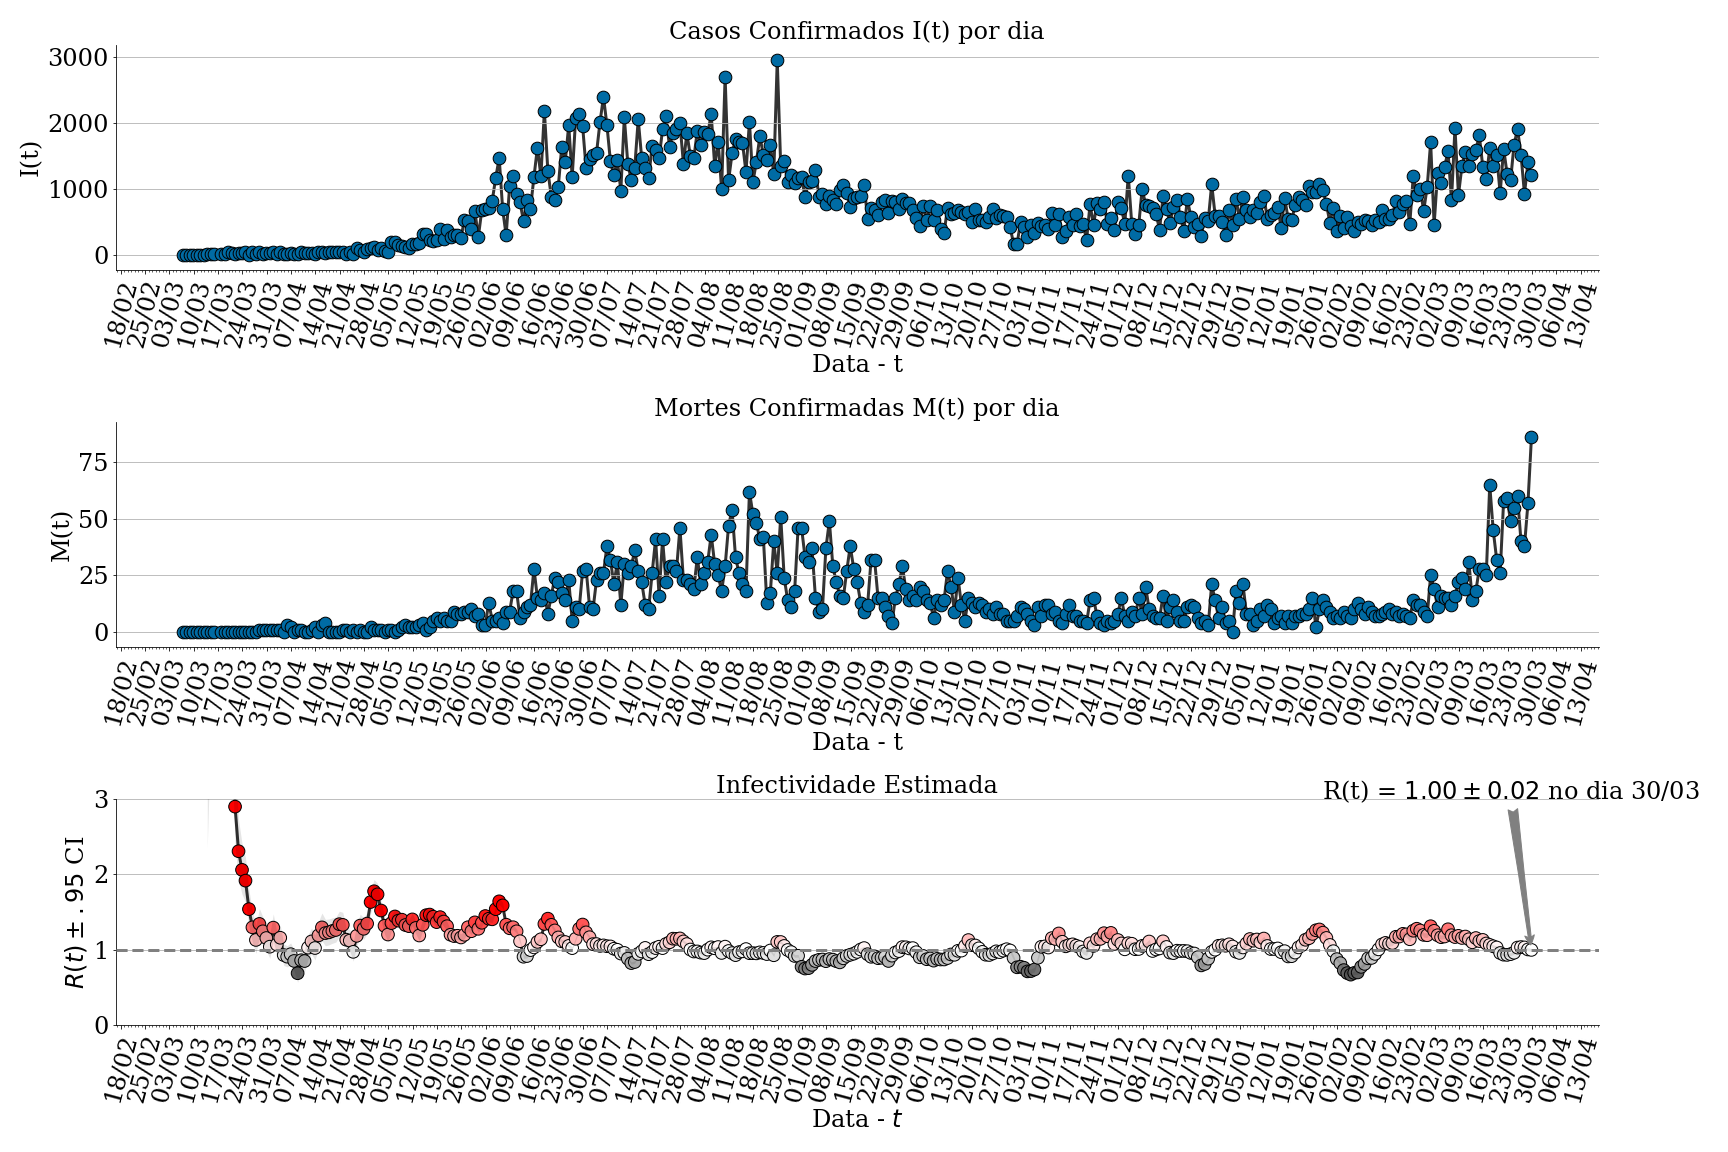 Casos Confirmados I(t) por dia
3000
2000
1000
0
I(t)
18/02 25/02 03/03 10/03 17/03 24/03 31/03 07/04 14/04 21/04 28/04 05/05 12/05 19/05 26/05 02/06 09/06 16/06 23/06 30/06 07/07 14/07 21/07 28/07 04/08 11/08 18/08 25/08 01/09 08/09 15/09 22/09 29/09 06/10 13/10 20/10 27/10 03/11 10/11 17/11 24/11 01/12 08/12 15/12 22/12 29/12 05/01 12/01 19/01 26/01 02/02 09/02 16/02 23/02 02/03 09/03 16/03 23/03 30/03 06/04 13/04
Data - t
Mortes Confirmadas M(t) por dia
75
50
25
0
M(t)
18/02 25/02 03/03 10/03 17/03 24/03 31/03 07/04 14/04 21/04 28/04 05/05 12/05 19/05 26/05 02/06 09/06 16/06 23/06 30/06 07/07 14/07 21/07 28/07 04/08 11/08 18/08 25/08 01/09 08/09 15/09 22/09 29/09 06/10 13/10 20/10 27/10 03/11 10/11 17/11 24/11 01/12 08/12 15/12 22/12 29/12 05/01 12/01 19/01 26/01 02/02 09/02 16/02 23/02 02/03 09/03 16/03 23/03 30/03 06/04 13/04
Data - t
Infectividade Estimada
R(t) = 1.00 ± 0.02 no dia 30/03
3
2
1
0
R(t) ± .95 CI
18/02 25/02 03/03 10/03 17/03 24/03 31/03 07/04 14/04 21/04 28/04 05/05 12/05 19/05 26/05 02/06 09/06 16/06 23/06 30/06 07/07 14/07 21/07 28/07 04/08 11/08 18/08 25/08 01/09 08/09 15/09 22/09 29/09 06/10 13/10 20/10 27/10 03/11 10/11 17/11 24/11 01/12 08/12 15/12 22/12 29/12 05/01 12/01 19/01 26/01 02/02 09/02 16/02 23/02 02/03 09/03 16/03 23/03 30/03 06/04 13/04
Data - t